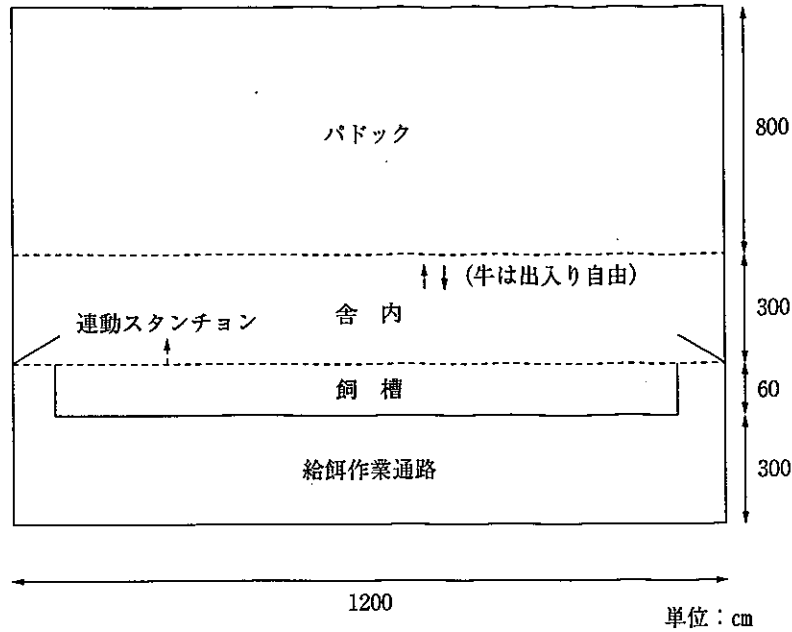 パドック
800
(牛は出入り自由)
舎内
300
連動スタンチョン
飼槽
60
給餌作業通路
300
1200
単位:cm